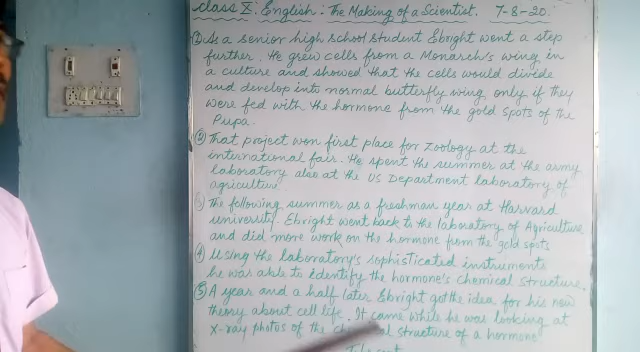 Class X: English: The Making of a Scientist. 7-8-20.
① As a senior high school student Ebright went a step
further. He grew cells from a Monarch's wing in
a culture and showed that the cells would divide
and develop into normal butterfly wing only if they
were fed with the hormone from the gold spots of the
Pupa.
② That project won first place for zoology at the
international fair. He spent the summer at the army
laboratory also at the US Department laboratory of
agriculture.
③ The following summer as a freshman year at Harvard
university. Ebright went back to the laboratory of Agriculture
and did more work on the hormone from the gold spots
④ Using the laboratory's sophisticated instruments
he was able to identify the hormone's chemical structure.
⑤ A year and a half later Ebright got the idea for his new
theory about cell life. It came while he was looking at
X-ray photos of the chemical structure of a hormone